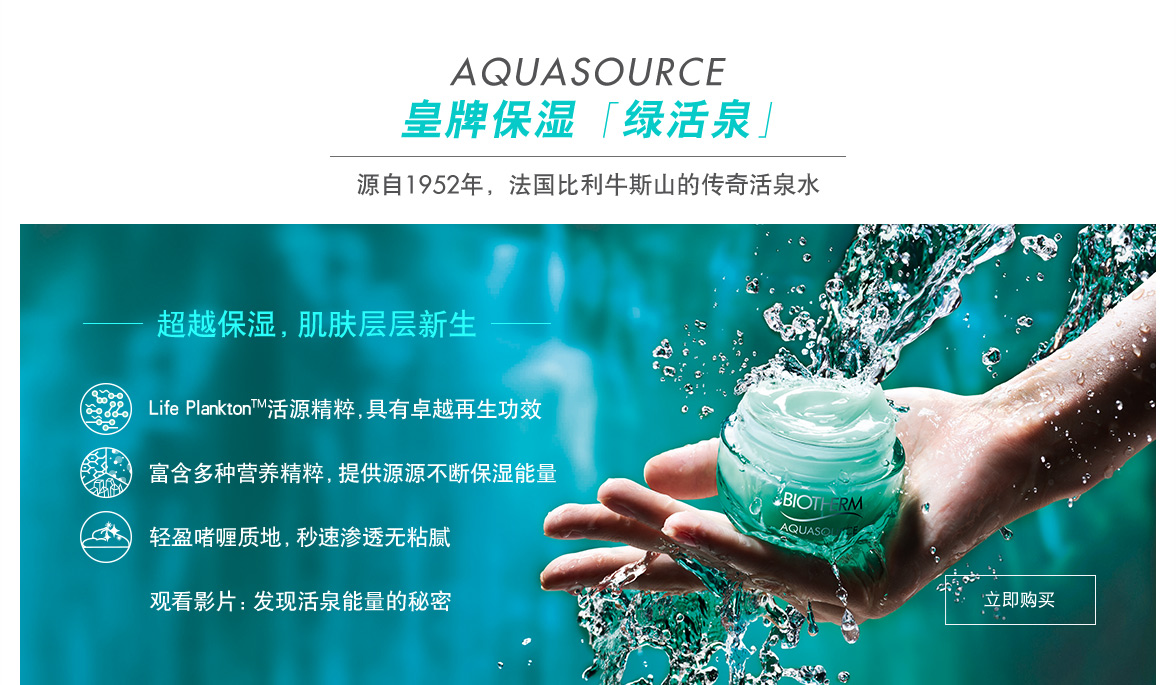 AQUASOURCE
皇牌保湿「绿活泉」
源自1952年，法国比利牛斯山的传奇活泉水
超越保湿，肌肤层层新生
Life Plankton™活源精粹，具有卓越再生功效
富含多种营养精粹，提供源源不断保湿能量
轻盈啫喱质地，秒速渗透无粘腻
观看影片：发现活泉能量的秘密
BIOTHERM
AQUASOURCE
立即购买